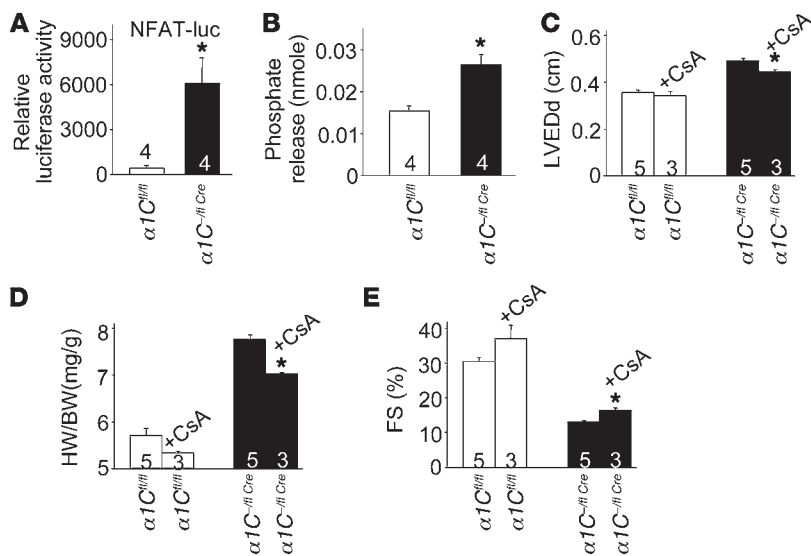 A
NFAT-luc
Relative
luciferase activity
9000
6000
3000
0
*
4
4
α1C^fl/fl
α1C^–/fl Cre
B
Phosphate
release (nmole)
0.03
0.02
0.01
0
*
4
4
α1C^fl/fl
α1C^–/fl Cre
C
LVEDd (cm)
0.6
0.4
0.2
0
+CsA
+CsA
*
5
3
5
3
α1C^fl/fl
α1C^fl/fl
α1C^–/fl Cre
α1C^–/fl Cre
D
HW/BW(mg/g)
8
7
6
5
+CsA
+CsA
*
5
3
5
3
α1C^fl/fl
α1C^fl/fl
α1C^–/fl Cre
α1C^–/fl Cre
E
FS (%)
40
30
20
10
0
+CsA
+CsA
*
5
3
5
3
α1C^fl/fl
α1C^fl/fl
α1C^–/fl Cre
α1C^–/fl Cre